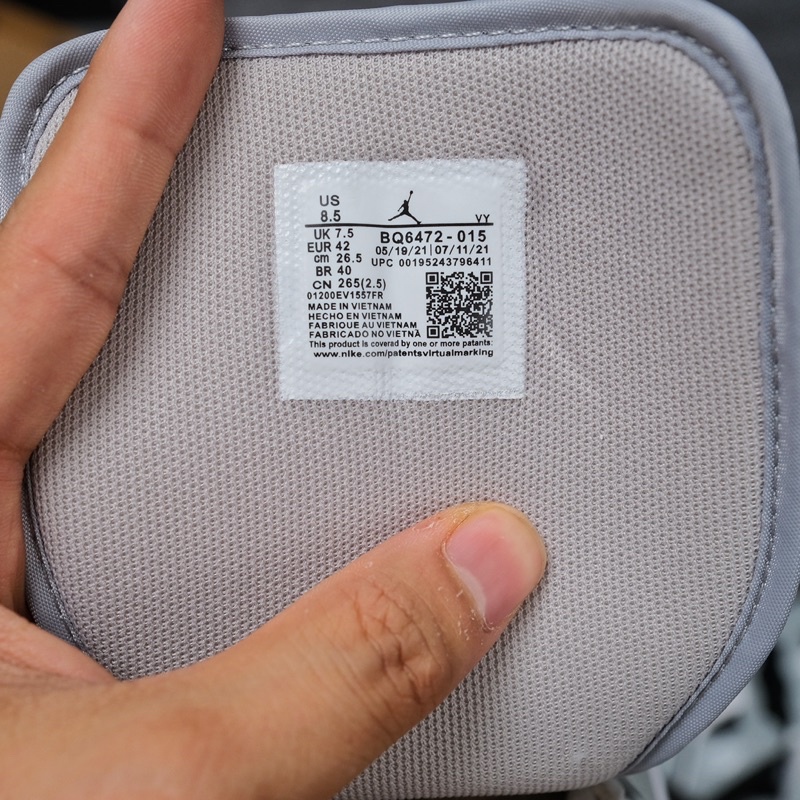 US
8.5
VY
UK 7.5
BQ6472-015
EUR 42
05/19/21|07/11/21
cm 26.5
UPC 00195243796411
BR 40
CN 265(2.5)
01200EV1557FR
MADE IN VIETNAM
HECHO EN VIETNAM
FABRIQUE AU VIETNAM
FABRICADO NO VIETNÃ
This product is covered by one or more patants:
www.nike.com/patentsvirtualmarking